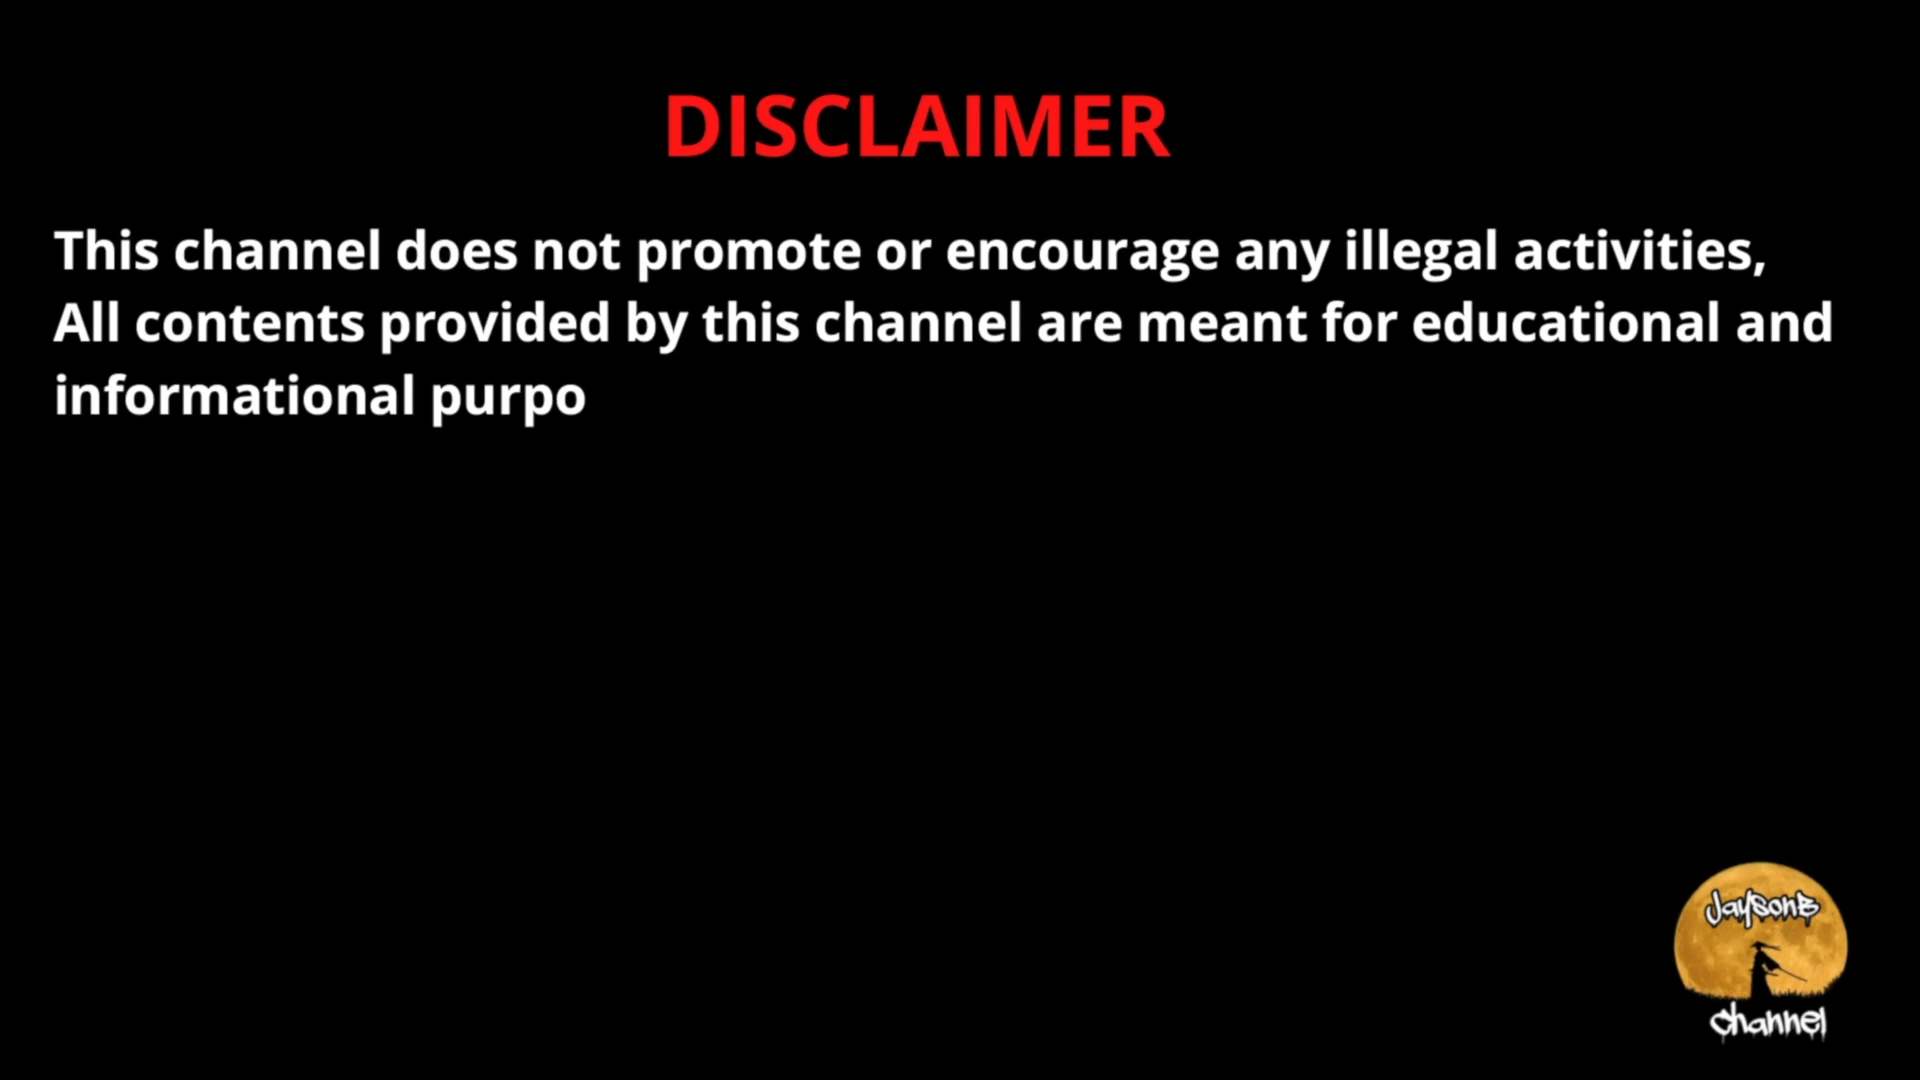 DISCLAIMER
This channel does not promote or encourage any illegal activities,
All contents provided by this channel are meant for educational and
informational purpo
JaysonB
channel